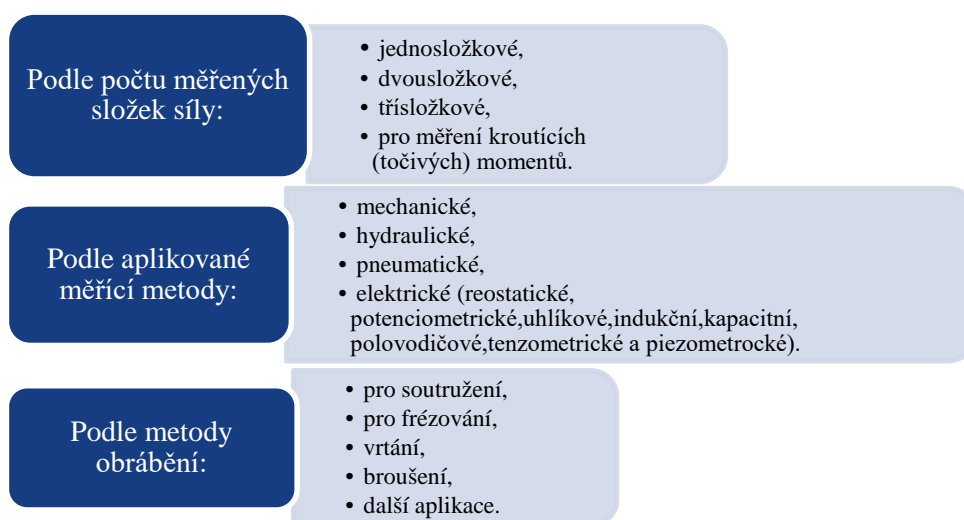 Podle počtu měřených
složek síly:
• jednosložkové,
• dvousložkové,
• třísložkové,
• pro měření kroutících
(točivých) momentů.
Podle aplikované
měřící metody:
• mechanické,
• hydraulické,
• pneumatické,
• elektrické (reostatické,
potenciometrické,uhlíkové,indukční,kapacitní,
polovodičové,tenzometrické a piezometrocké).
Podle metody
obrábění:
• pro soutružení,
• pro frézování,
• vrtání,
• broušení,
• další aplikace.